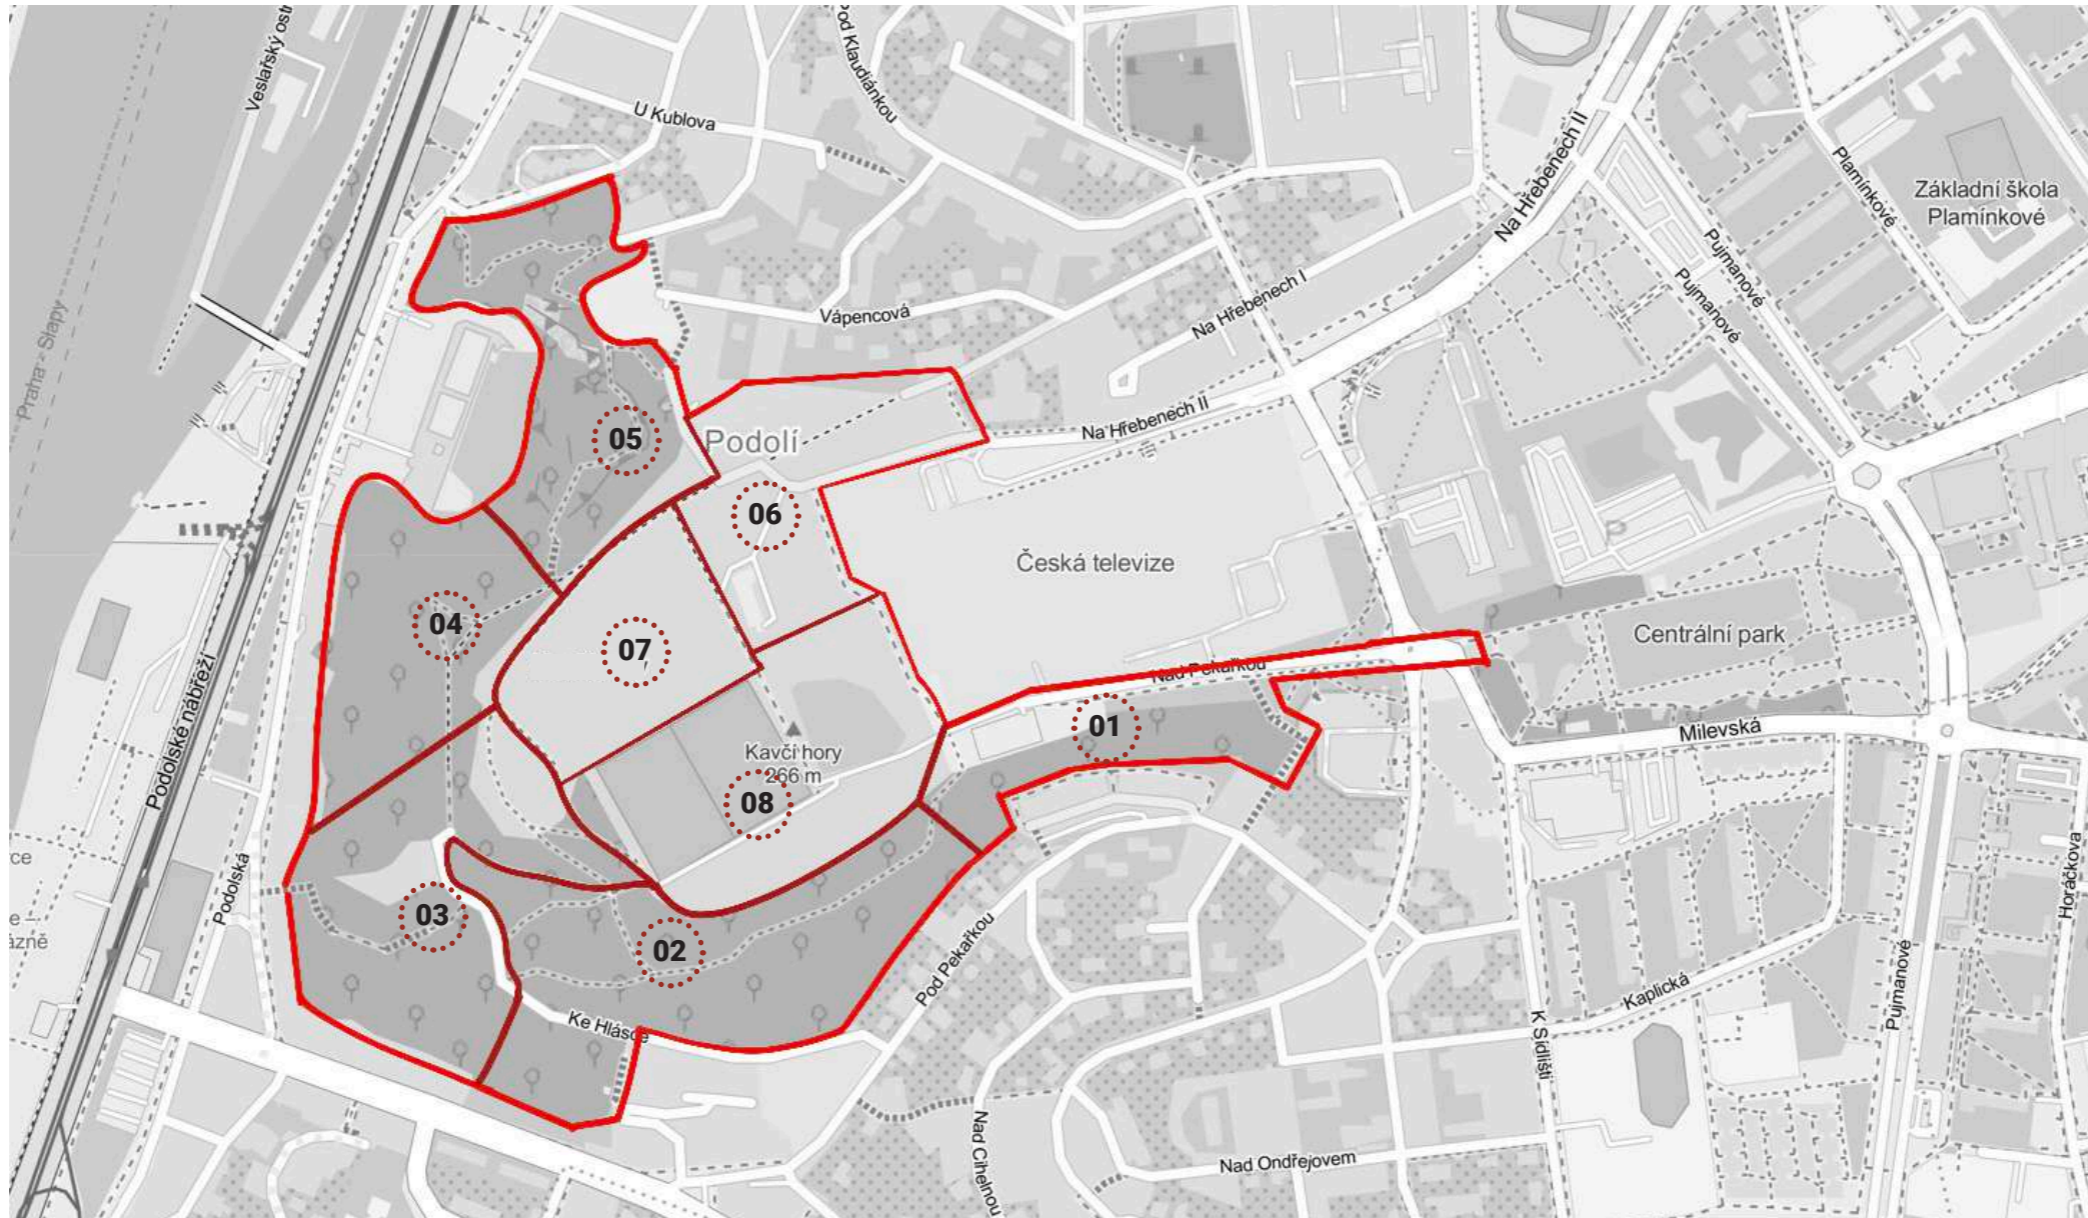 Veslařský ostr
Pod Klaudiánkou
U Kublova
Na Hřebenech II
Plamínkové
Základní škola
Plamínkové
Pujmanové
Pujmanové
Praha - Slapy
Vápencová
Na Hřebenech I
Na Hřebenech II
05
Podolí
06
Česká televize
04
07
Centrální park
Nad Pekařkou
01
Milevská
Podolské nábřeží
Kavčí hory
266 m
08
Horáčkova
Podolská
03
02
Pod Pekařkou
Pujmanové
Kaplická
Ke Hlásce
K Sídlišti
Nad Cihelnou
Nad Ondřejovem
ce
e –
ázně